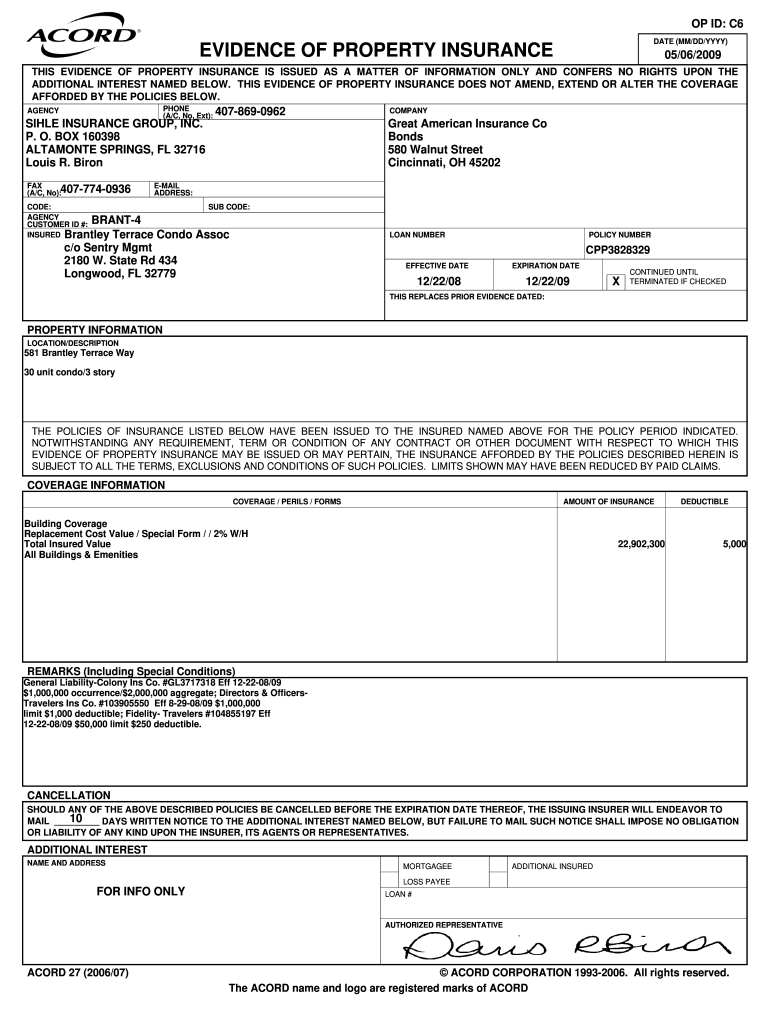 OP ID: C6
ACORD®
EVIDENCE OF PROPERTY INSURANCE
DATE (MM/DD/YYYY)
05/06/2009
THIS EVIDENCE OF PROPERTY INSURANCE IS ISSUED AS A MATTER OF INFORMATION ONLY AND CONFERS NO RIGHTS UPON THE
ADDITIONAL INTEREST NAMED BELOW. THIS EVIDENCE OF PROPERTY INSURANCE DOES NOT AMEND, EXTEND OR ALTER THE COVERAGE
AFFORDED BY THE POLICIES BELOW.
AGENCY
PHONE (A/C, No, Ext): 407-869-0962
SIHLE INSURANCE GROUP, INC.
P. O. BOX 160398
ALTAMONTE SPRINGS, FL 32716
Louis R. Biron
COMPANY
Great American Insurance Co
Bonds
580 Walnut Street
Cincinnati, OH 45202
FAX (A/C, No): 407-774-0936
E-MAIL ADDRESS:
CODE:
SUB CODE:
AGENCY CUSTOMER ID #: BRANT-4
INSURED Brantley Terrace Condo Assoc
c/o Sentry Mgmt
2180 W. State Rd 434
Longwood, FL 32779
LOAN NUMBER
POLICY NUMBER
CPP3828329
EFFECTIVE DATE
12/22/08
EXPIRATION DATE
12/22/09
X CONTINUED UNTIL TERMINATED IF CHECKED
THIS REPLACES PRIOR EVIDENCE DATED:
PROPERTY INFORMATION
LOCATION/DESCRIPTION
581 Brantley Terrace Way
30 unit condo/3 story
THE POLICIES OF INSURANCE LISTED BELOW HAVE BEEN ISSUED TO THE INSURED NAMED ABOVE FOR THE POLICY PERIOD INDICATED.
NOTWITHSTANDING ANY REQUIREMENT, TERM OR CONDITION OF ANY CONTRACT OR OTHER DOCUMENT WITH RESPECT TO WHICH THIS
EVIDENCE OF PROPERTY INSURANCE MAY BE ISSUED OR MAY PERTAIN, THE INSURANCE AFFORDED BY THE POLICIES DESCRIBED HEREIN IS
SUBJECT TO ALL THE TERMS, EXCLUSIONS AND CONDITIONS OF SUCH POLICIES. LIMITS SHOWN MAY HAVE BEEN REDUCED BY PAID CLAIMS.
COVERAGE INFORMATION
COVERAGE / PERILS / FORMS
AMOUNT OF INSURANCE
DEDUCTIBLE
Building Coverage
Replacement Cost Value / Special Form / / 2% W/H
Total Insured Value 22,902,300 5,000
All Buildings & Emenities
REMARKS (Including Special Conditions)
General Liability-Colony Ins Co. #GL3717318 Eff 12-22-08/09
$1,000,000 occurrence/$2,000,000 aggregate; Directors & Officers-
Travelers Ins Co. #103905550 Eff 8-29-08/09 $1,000,000
limit $1,000 deductible; Fidelity- Travelers #104855197 Eff
12-22-08/09 $50,000 limit $250 deductible.
CANCELLATION
SHOULD ANY OF THE ABOVE DESCRIBED POLICIES BE CANCELLED BEFORE THE EXPIRATION DATE THEREOF, THE ISSUING INSURER WILL ENDEAVOR TO
MAIL 10 DAYS WRITTEN NOTICE TO THE ADDITIONAL INTEREST NAMED BELOW, BUT FAILURE TO MAIL SUCH NOTICE SHALL IMPOSE NO OBLIGATION
OR LIABILITY OF ANY KIND UPON THE INSURER, ITS AGENTS OR REPRESENTATIVES.
ADDITIONAL INTEREST
NAME AND ADDRESS
FOR INFO ONLY
MORTGAGEE
ADDITIONAL INSURED
LOSS PAYEE
LOAN #
AUTHORIZED REPRESENTATIVE
ACORD 27 (2006/07)
© ACORD CORPORATION 1993-2006. All rights reserved.
The ACORD name and logo are registered marks of ACORD